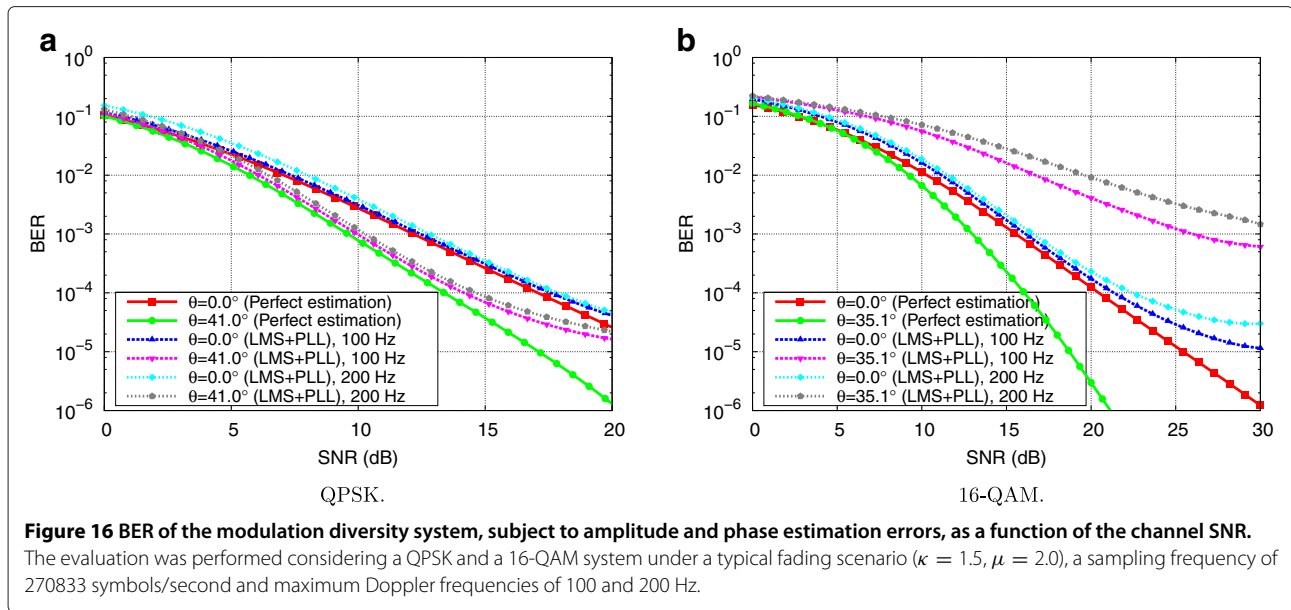 a
10⁰
10⁻¹
10⁻²
10⁻³
10⁻⁴
10⁻⁵
10⁻⁶
BER
θ=0.0° (Perfect estimation)
θ=41.0° (Perfect estimation)
θ=0.0° (LMS+PLL), 100 Hz
θ=41.0° (LMS+PLL), 100 Hz
θ=0.0° (LMS+PLL), 200 Hz
θ=41.0° (LMS+PLL), 200 Hz
0 5 10 15 20
SNR (dB)
QPSK.
b
10⁰
10⁻¹
10⁻²
10⁻³
10⁻⁴
10⁻⁵
10⁻⁶
BER
θ=0.0° (Perfect estimation)
θ=35.1° (Perfect estimation)
θ=0.0° (LMS+PLL), 100 Hz
θ=35.1° (LMS+PLL), 100 Hz
θ=0.0° (LMS+PLL), 200 Hz
θ=35.1° (LMS+PLL), 200 Hz
0 5 10 15 20 25 30
SNR (dB)
16-QAM.
Figure 16 BER of the modulation diversity system, subject to amplitude and phase estimation errors, as a function of the channel SNR.
The evaluation was performed considering a QPSK and a 16-QAM system under a typical fading scenario (κ = 1.5, μ = 2.0), a sampling frequency of
270833 symbols/second and maximum Doppler frequencies of 100 and 200 Hz.